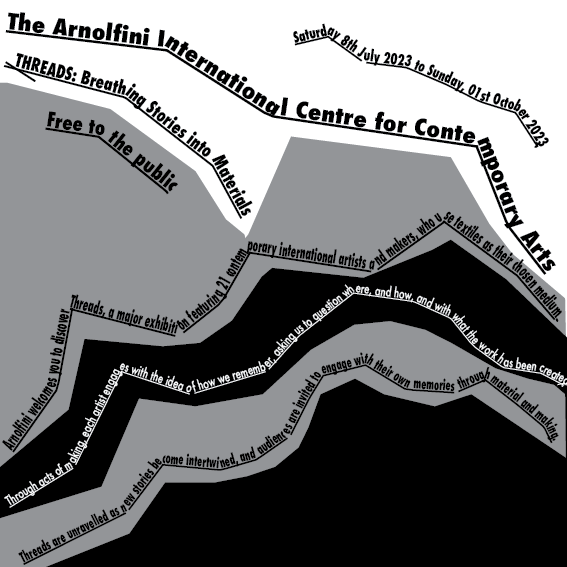 The Arnolfini International Centre for Contemporary Arts
Saturday 8th July 2023 to Sunday, 01st October 2023
THREADS: Breathing Stories into Materials
Free to the public
Arnolfini welcomes you to discover Threads, a major exhibition featuring 21 contemporary international artists and makers, who use textiles as their chosen medium.
Through acts of making, each artist engages with the idea of how we remember, asking us to question where, and how, and with what the work has been created
Threads are unravelled as new stories become intertwined, and audiences are invited to engage with their own memories through material and making.